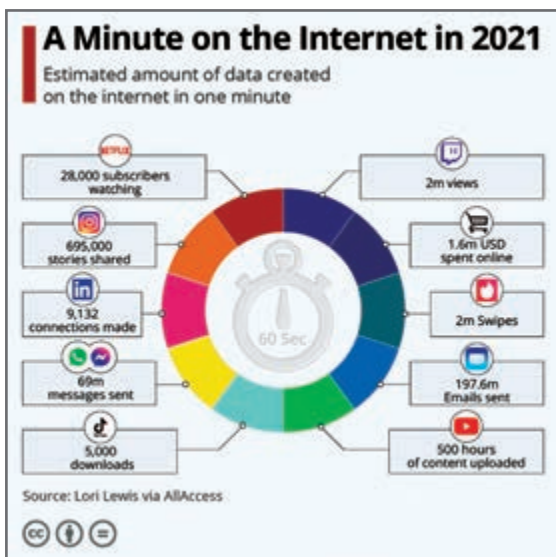 A Minute on the Internet in 2021
Estimated amount of data created
on the internet in one minute
NETFLIX
28,000 subscribers
watching
2m views
695,000
stories shared
1.6m USD
spent online
in
9,132
connections made
2m Swipes
69m
messages sent
197.6m
Emails sent
5,000
downloads
500 hours
of content uploaded
60 Sec
Source: Lori Lewis via AllAccess
cc